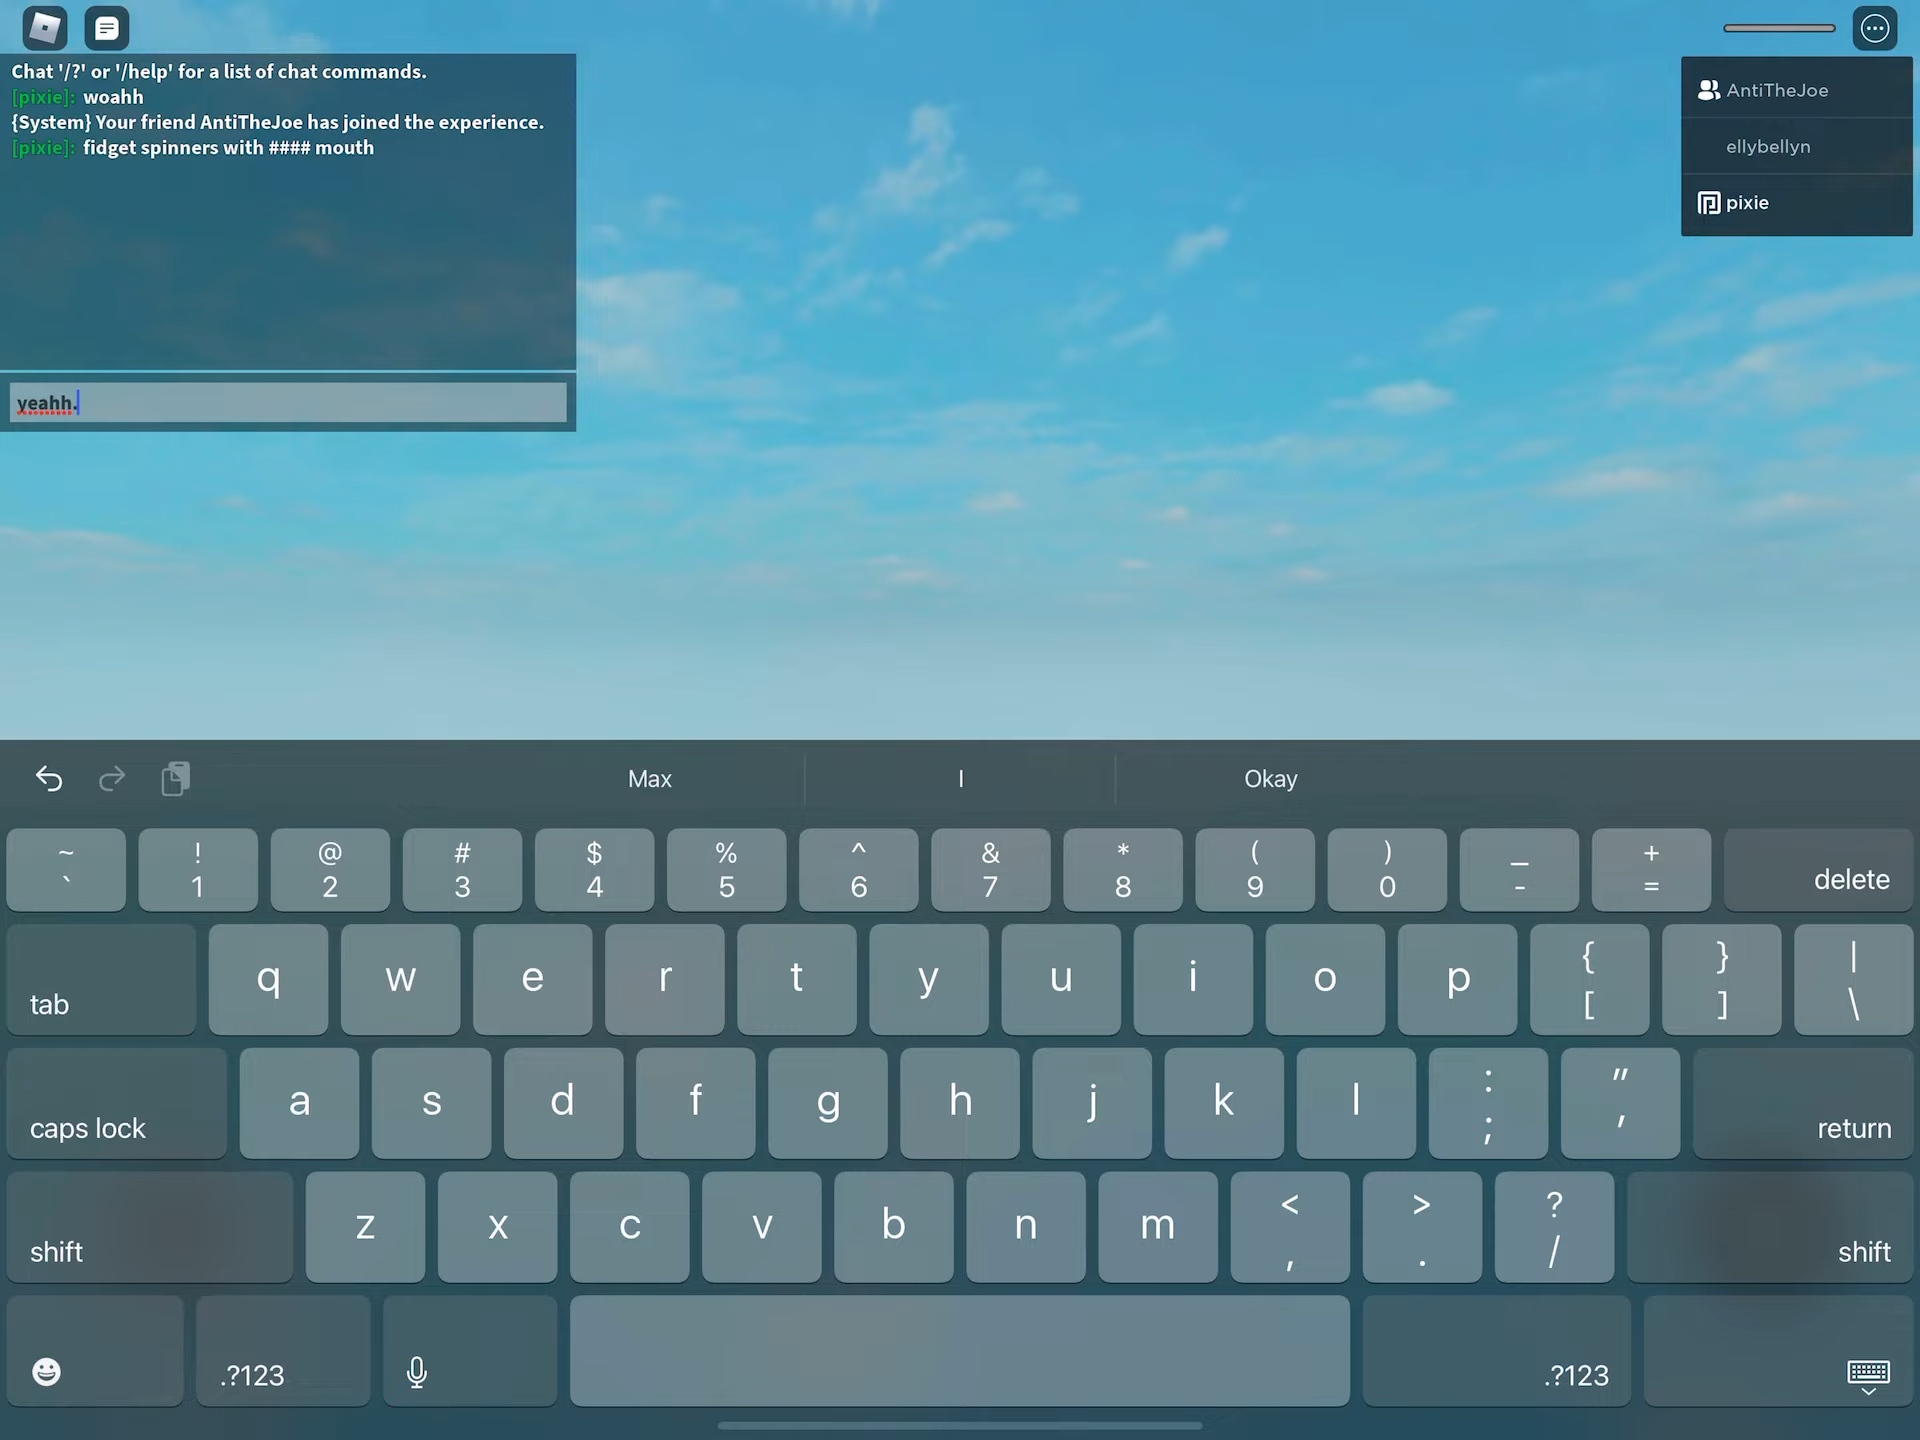 Chat '/?' or '/help' for a list of chat commands.
[pixie]: woahh
{System} Your friend AntiTheJoe has joined the experience.
[pixie]: fidget spinners with #### mouth
yeahh.
AntiTheJoe
ellybellyn
pixie
Max I Okay
~ ! @ # $ % ^ & * ( ) _ +
` 1 2 3 4 5 6 7 8 9 0 - = delete
tab q w e r t y u i o p { [ } ] | \
caps lock a s d f g h j k l : ; " ' return
shift z x c v b n m < , > . ? / shift
.?123 .?123